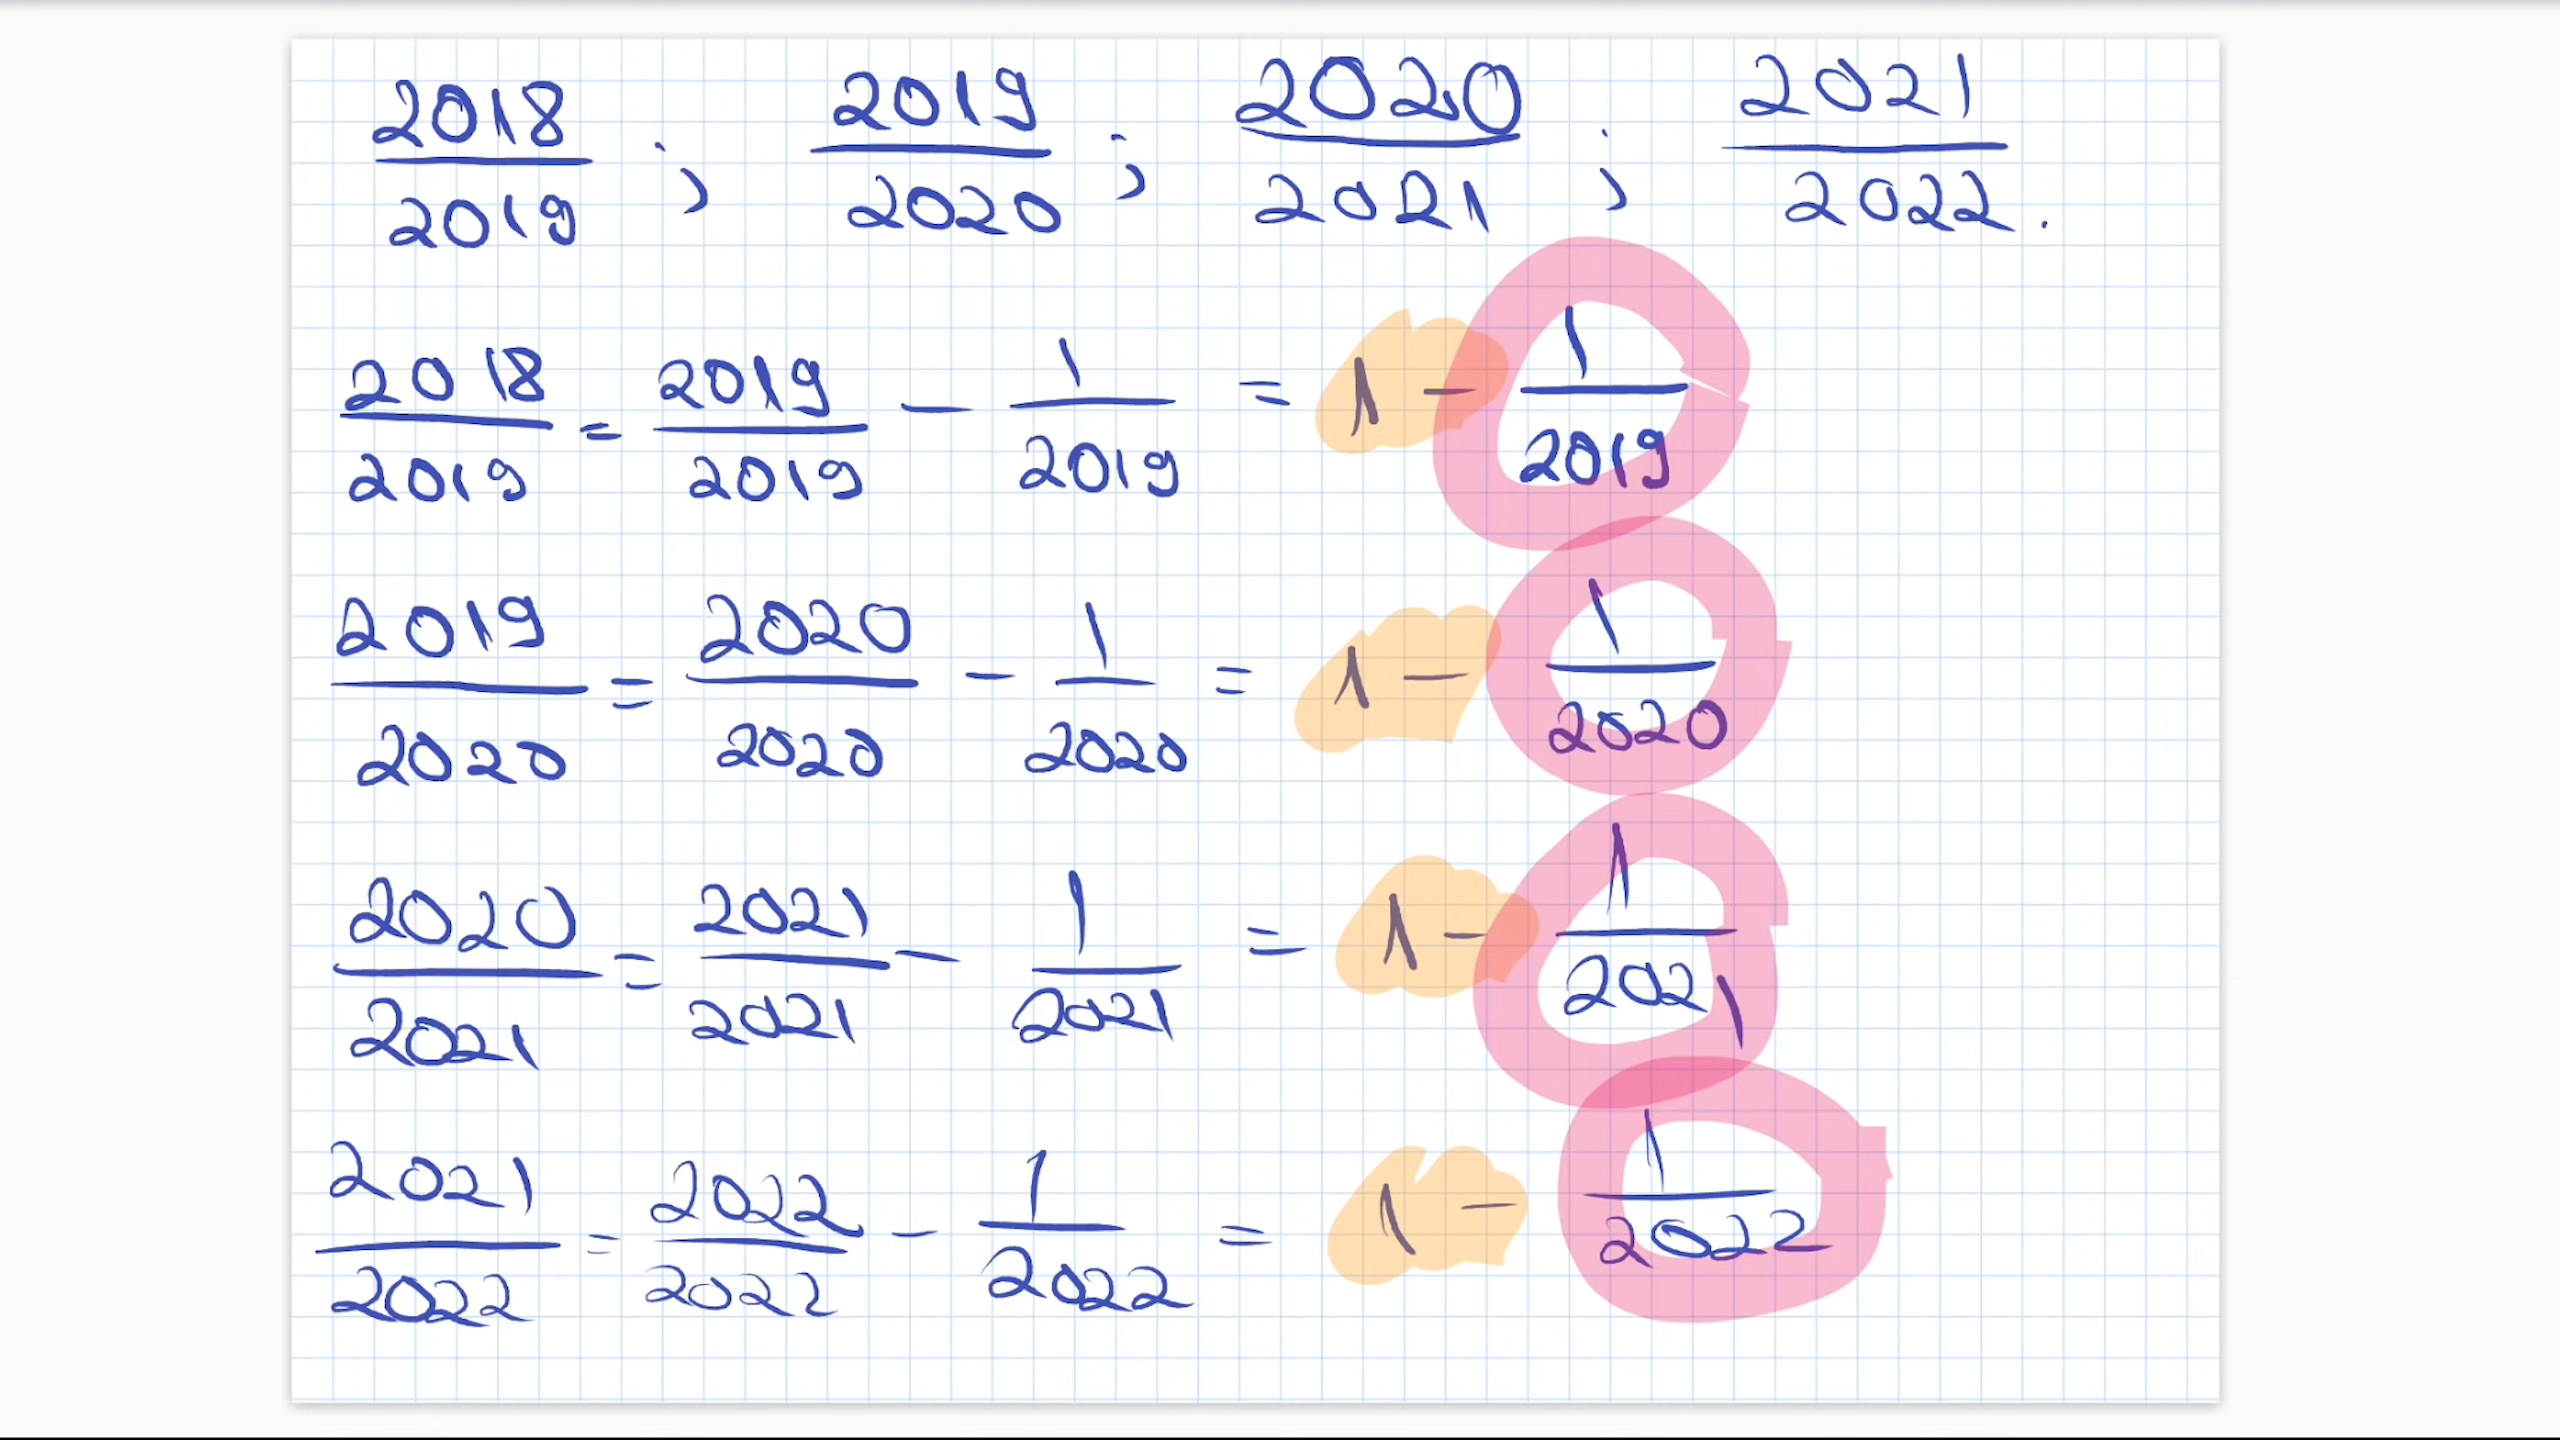 2018/2019 ; 2019/2020 ; 2020/2021 ; 2021/2022.
2018/2019 = 2019/2019 - 1/2019 = 1 - 1/2019
2019/2020 = 2020/2020 - 1/2020 = 1 - 1/2020
2020/2021 = 2021/2021 - 1/2021 = 1 - 1/2021
2021/2022 = 2022/2022 - 1/2022 = 1 - 1/2022